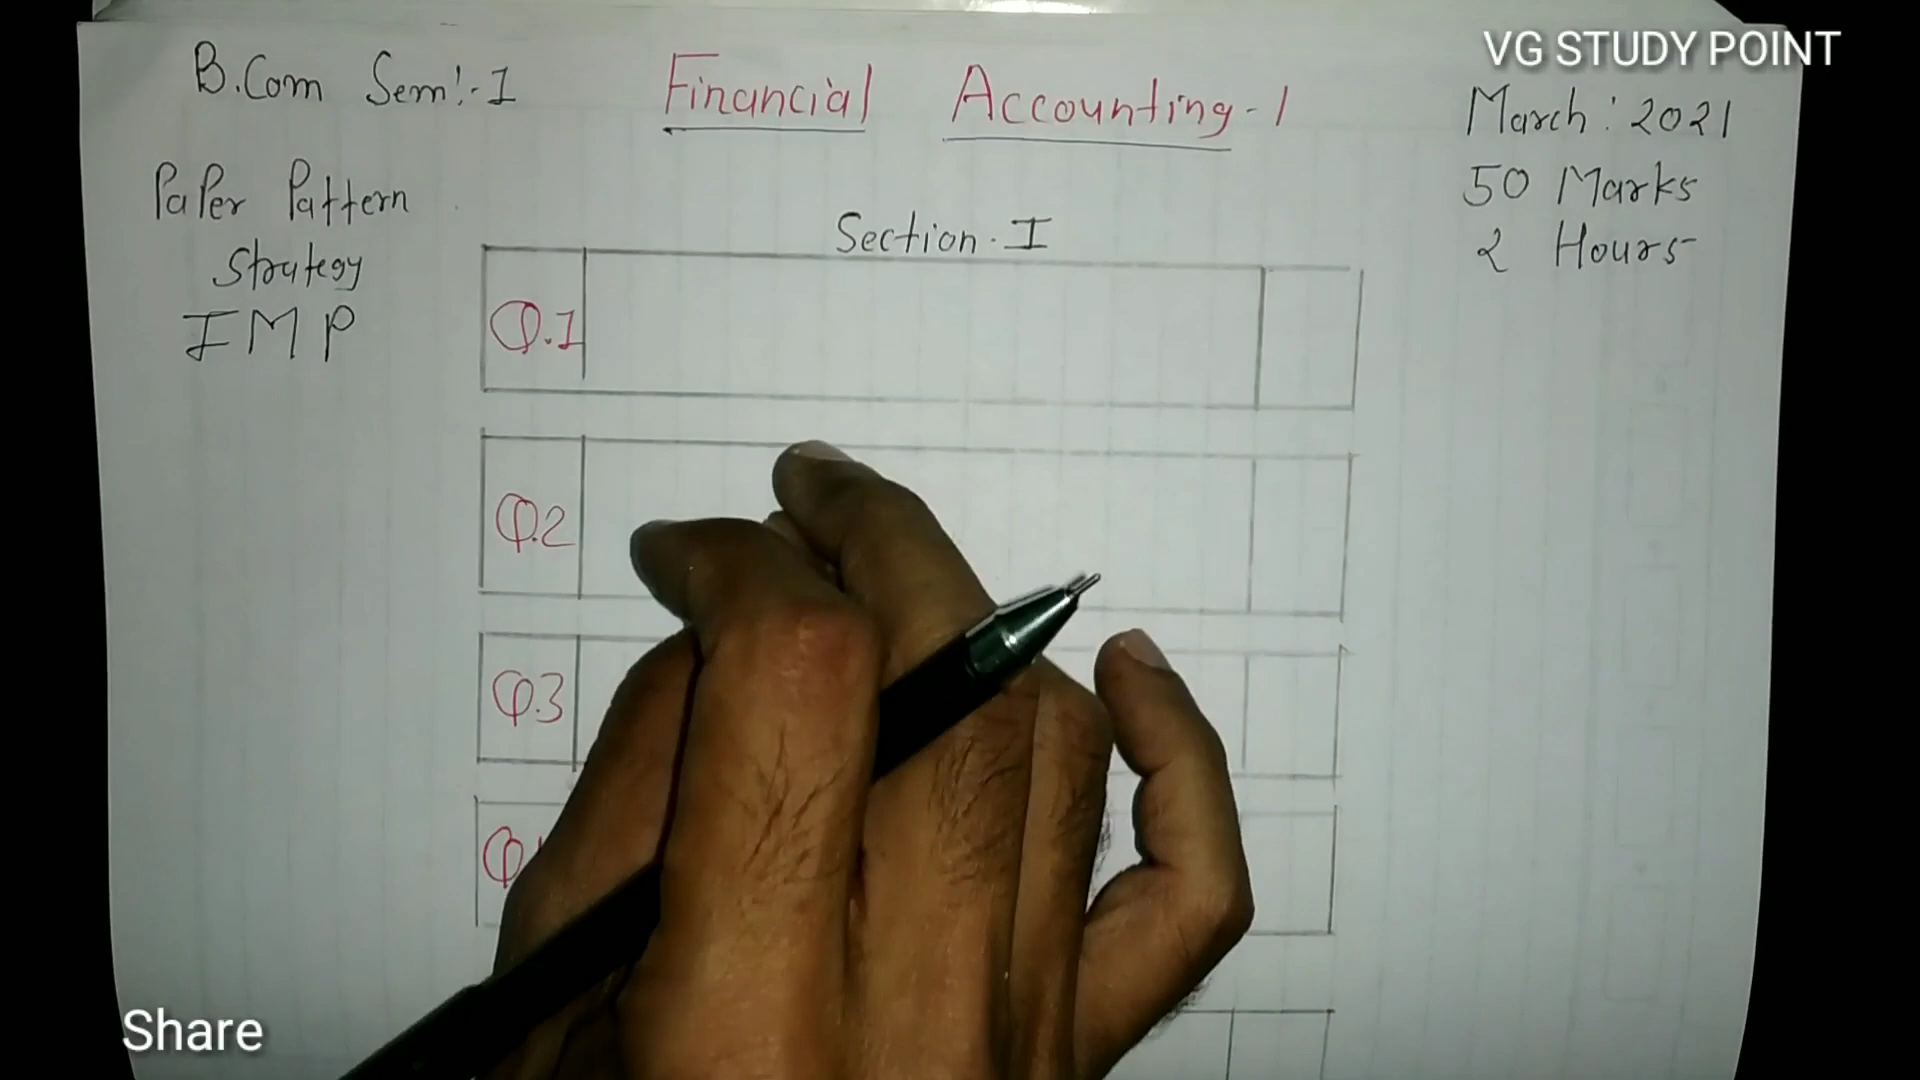 VG STUDY POINT
B.Com Sem:-I
Financial Accounting-1
March: 2021
50 Marks
2 Hours
PaPer Pattern
Strategy
IMP
Section-I
Q.1
Q.2
Q.3
Share